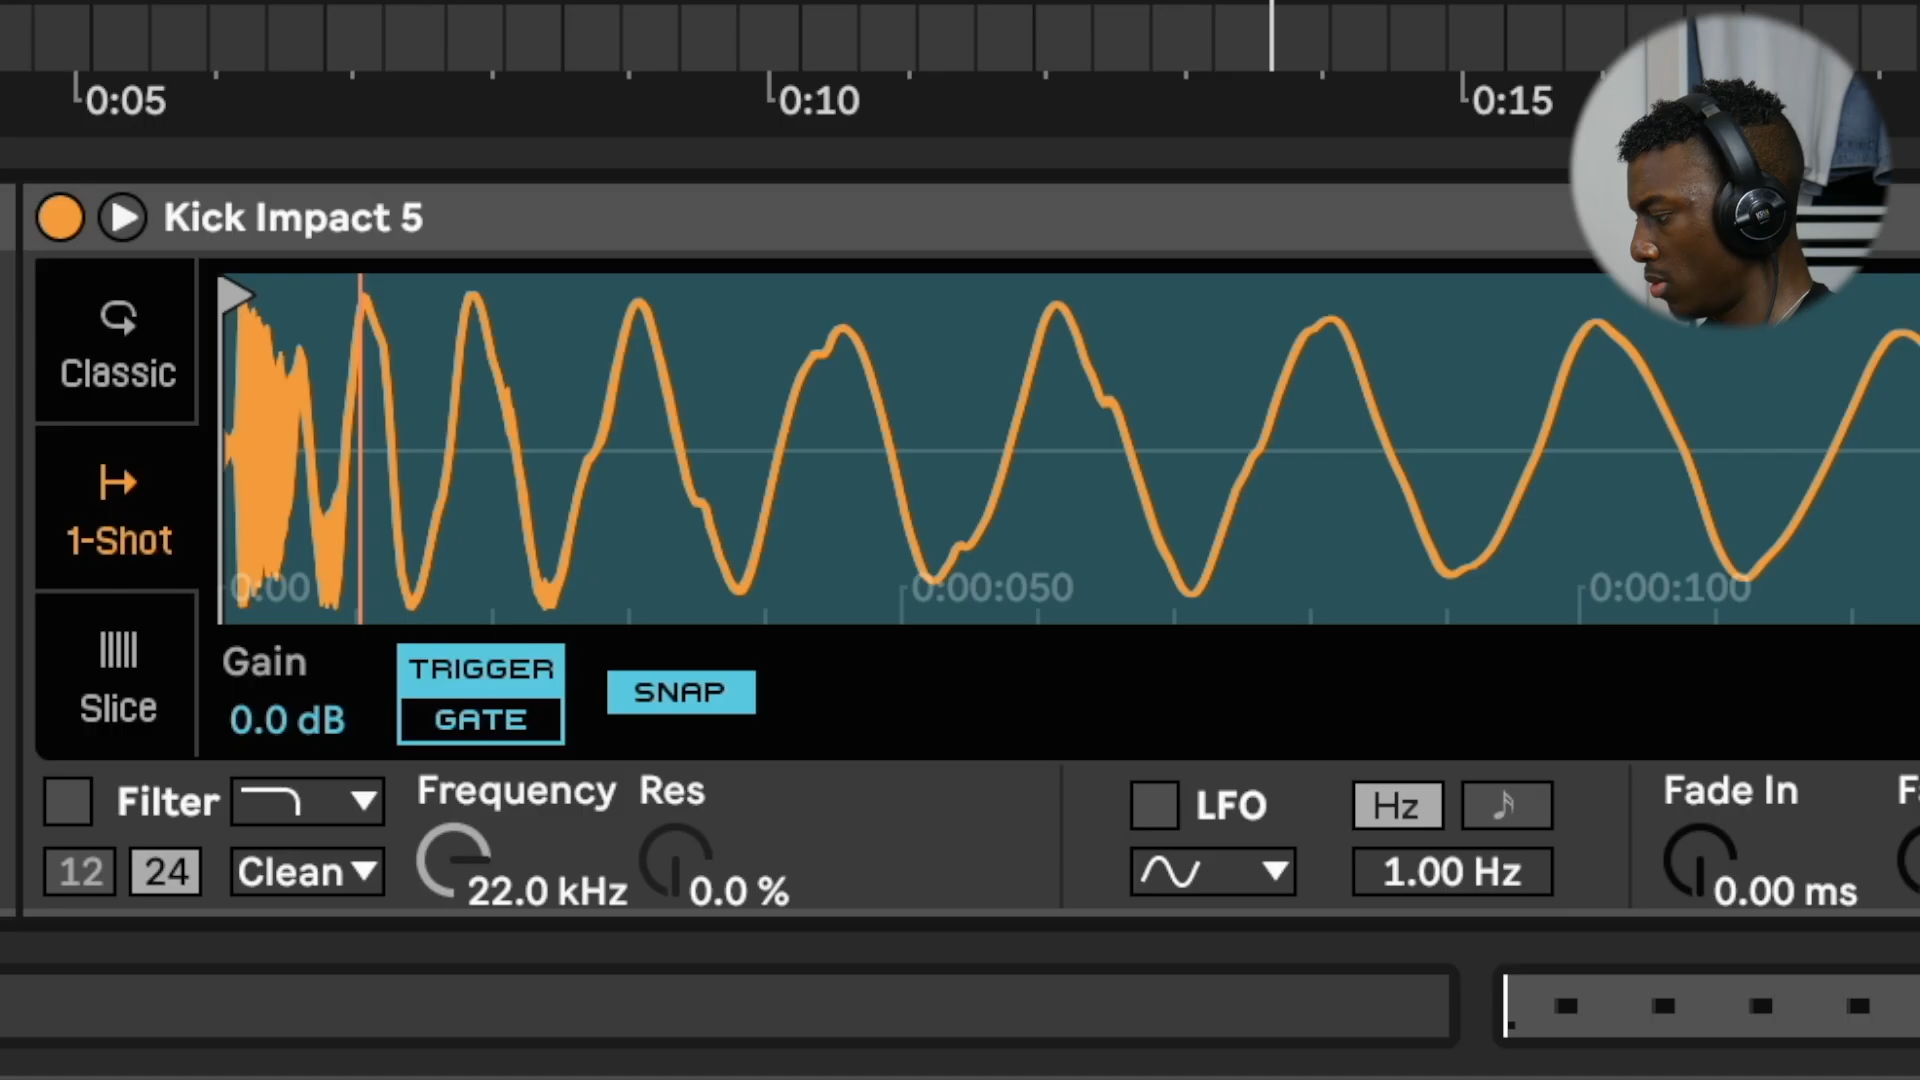 0:05
0:10
0:15
Kick Impact 5
Classic
1-Shot
Slice
0:00
0:00:050
0:00:100
Gain
0.0 dB
TRIGGER
GATE
SNAP
Filter
Frequency
Res
LFO
Hz
Fade In
12
24
Clean
22.0 kHz
0.0 %
1.00 Hz
0.00 ms